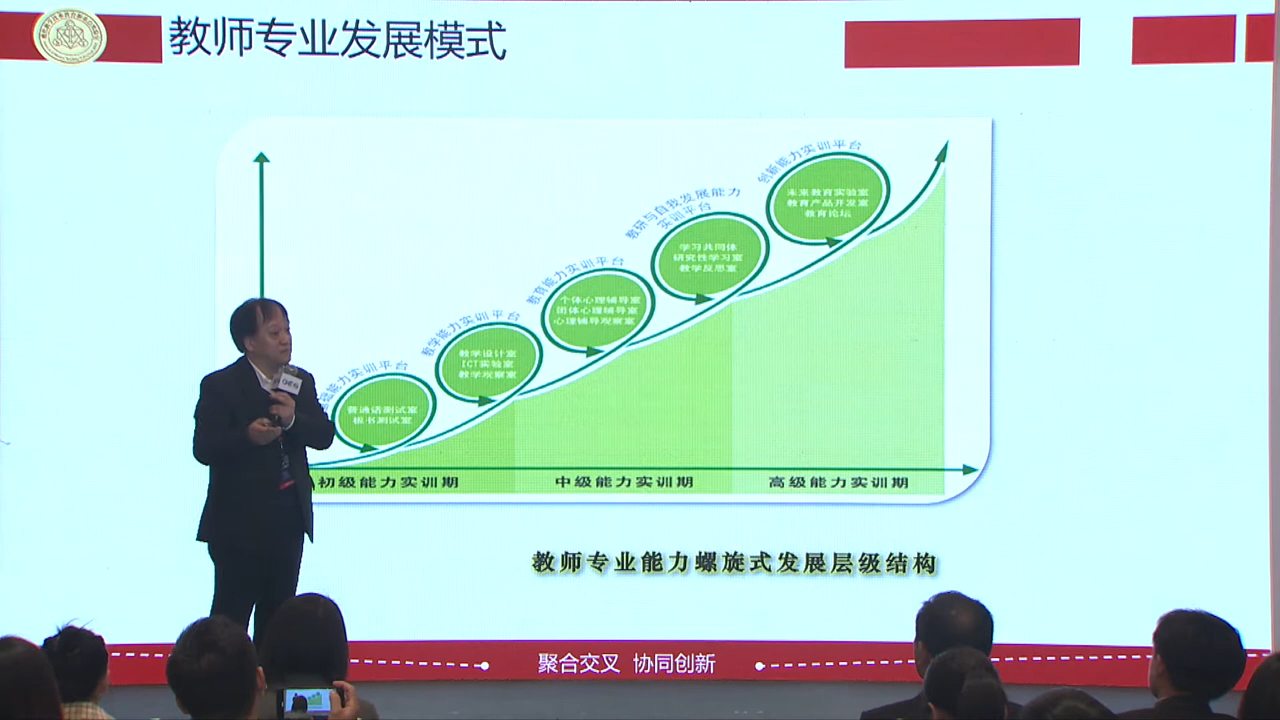 教师专业发展模式
创新能力实训平台
未来教育实验室
教育产品开发室
教育论坛
教研与自我发展能力
实训平台
学习共同体
研究性学习室
教学反思室
教育能力实训平台
个体心理辅导室
团体心理辅导室
心理辅导观察室
教学能力实训平台
教学设计室
ICT实验室
教学观察室
基础能力实训平台
普通话测试室
板书测试室
初级能力实训期
中级能力实训期
高级能力实训期
教师专业能力螺旋式发展层级结构
聚合交叉 协同创新